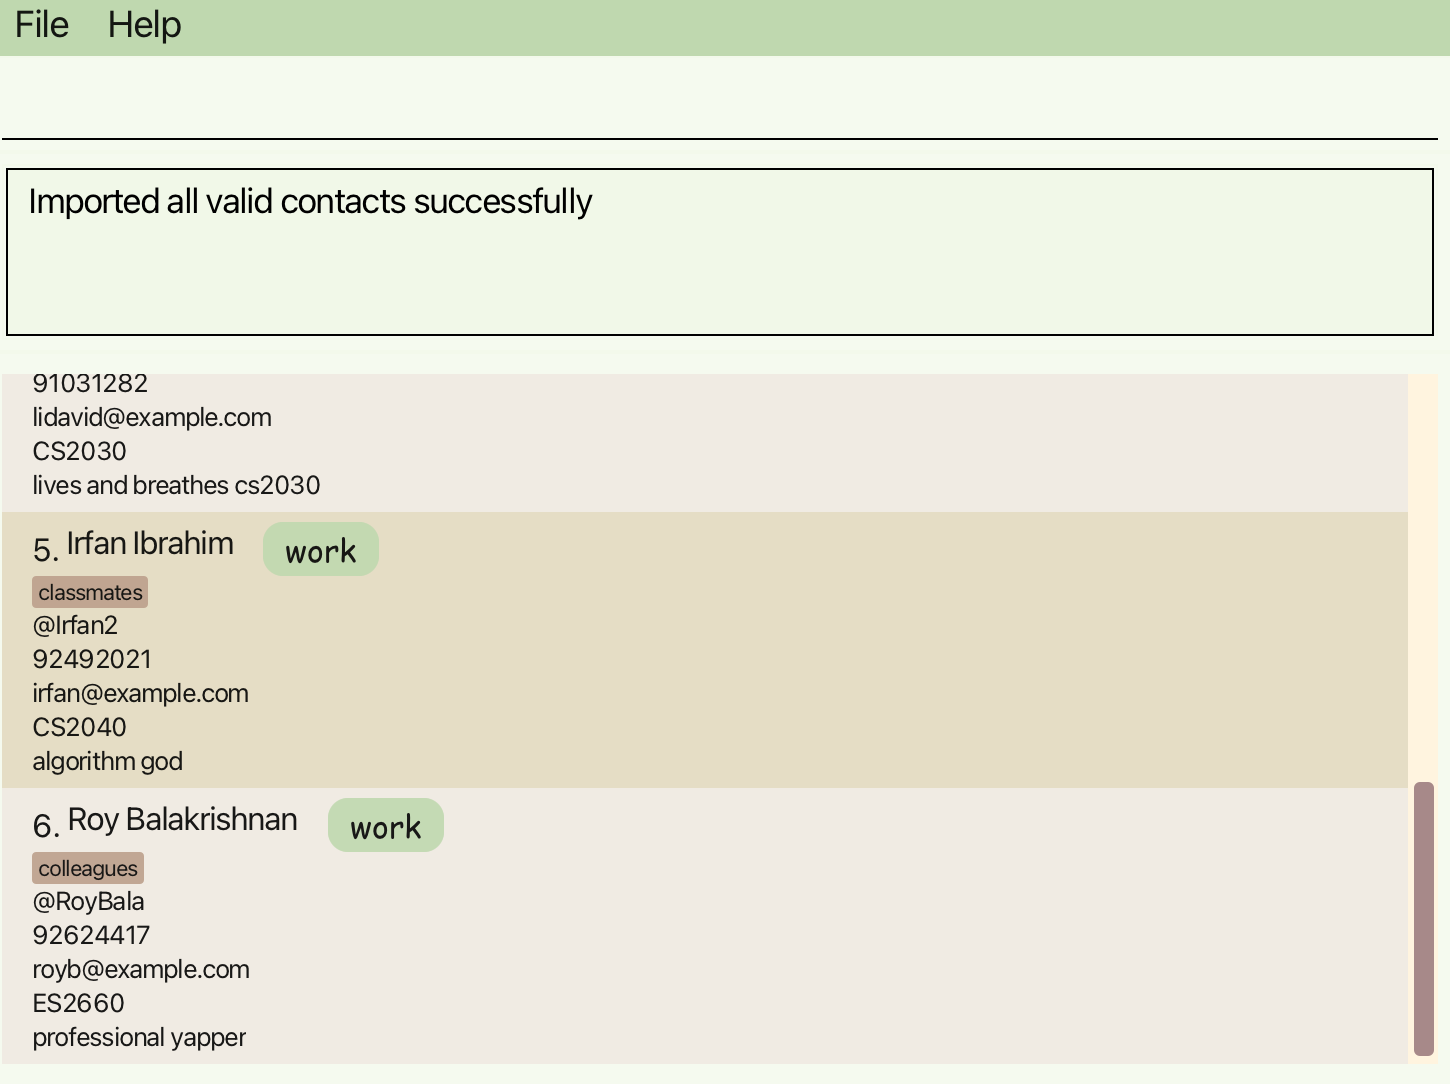 File Help
Imported all valid contacts successfully
91031282
lidavid@example.com
CS2030
lives and breathes cs2030
5. Irfan Ibrahim work
classmates
@Irfan2
92492021
irfan@example.com
CS2040
algorithm god
6. Roy Balakrishnan work
colleagues
@RoyBala
92624417
royb@example.com
ES2660
professional yapper